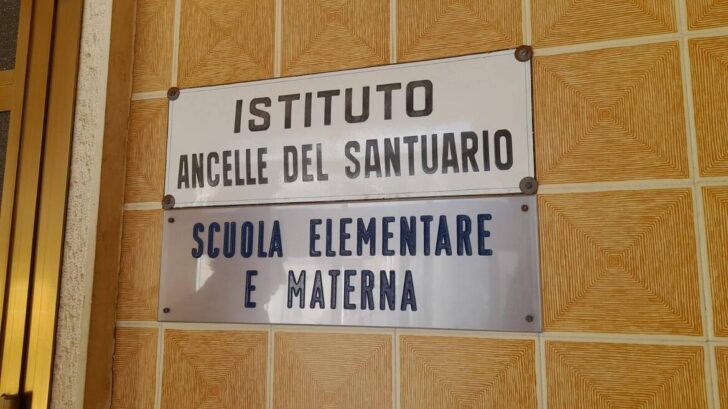 ISTITUTO
ANCELLE DEL SANTUARIO
SCUOLA ELEMENTARE
E MATERNA